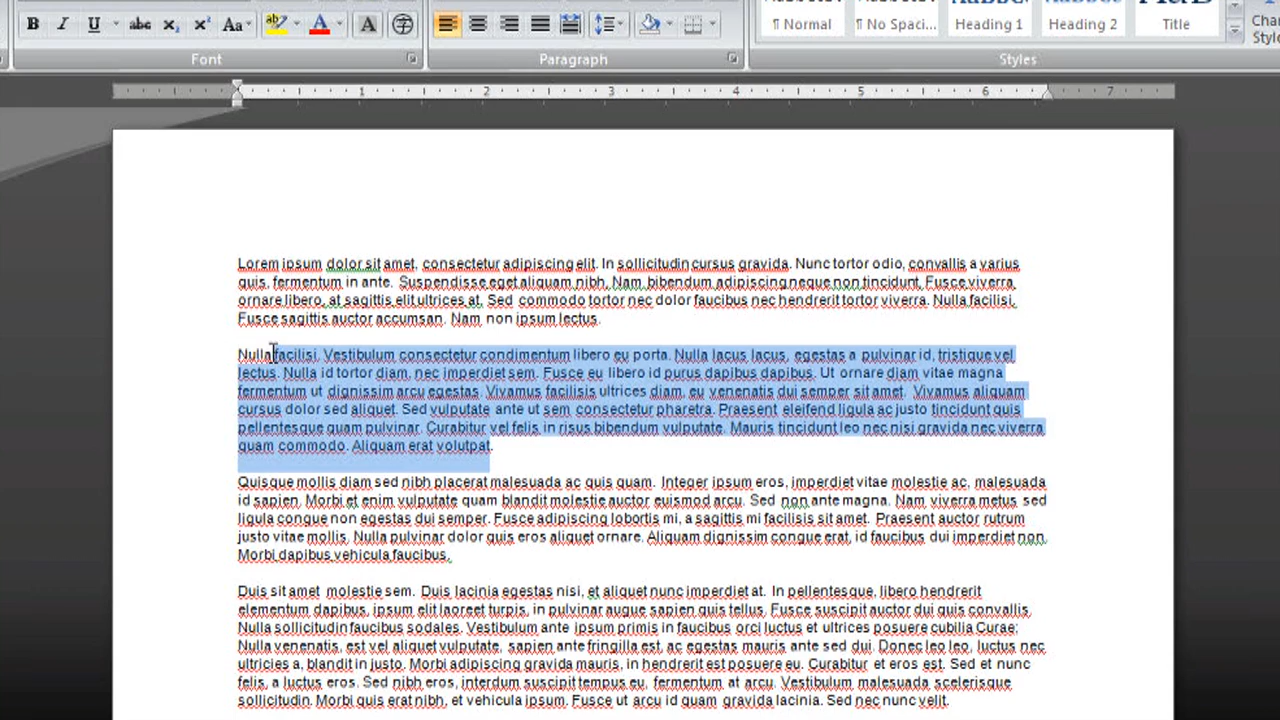 B I U abc x₂ x² Aa ab A A 字
¶ Normal ¶ No Spaci... Heading 1 Heading 2 Title
Font Paragraph Styles
1 2 3 4 5 6 7
Lorem ipsum dolor sit amet, consectetur adipiscing elit. In sollicitudin cursus gravida. Nunc tortor odio, convallis a varius
quis, fermentum in ante. Suspendisse eget aliquam nibh. Nam bibendum adipiscing neque non tincidunt. Fusce viverra
ornare libero, at sagittis elit ultrices at. Sed commodo tortor nec dolor faucibus nec hendrerit tortor viverra. Nulla facilisi.
Fusce sagittis auctor accumsan. Nam non ipsum lectus.
Nulla facilisi. Vestibulum consectetur condimentum libero eu porta. Nulla lacus lacus, egestas a pulvinar id, tristique vel
lectus. Nulla id tortor diam, nec imperdiet sem. Fusce eu libero id purus dapibus dapibus. Ut ornare diam vitae magna
fermentum ut dignissim arcu egestas. Vivamus facilisis ultrices diam, eu venenatis dui semper sit amet. Vivamus aliquam
cursus dolor sed aliquet. Sed vulputate ante ut sem consectetur pharetra. Praesent eleifend ligula ac justo tincidunt quis
pellentesque quam pulvinar. Curabitur vel felis in risus bibendum vulputate. Mauris tincidunt leo nec nisi gravida nec viverra
quam commodo. Aliquam erat volutpat.
Quisque mollis diam sed nibh placerat malesuada ac quis quam. Integer ipsum eros, imperdiet vitae molestie ac, malesuada
id sapien. Morbi et enim vulputate quam blandit molestie auctor euismod arcu. Sed non ante magna. Nam viverra metus sed
ligula congue non egestas dui semper. Fusce adipiscing lobortis mi, a sagittis mi facilisis sit amet. Praesent auctor rutrum
justo vitae mollis. Nulla pulvinar dolor quis eros aliquet ornare. Aliquam dignissim congue erat, id faucibus dui imperdiet non.
Morbi dapibus vehicula faucibus.
Duis sit amet molestie sem. Duis lacinia egestas nisi, et aliquet nunc imperdiet at. In pellentesque, libero hendrerit
elementum dapibus, ipsum elit laoreet turpis, in pulvinar augue sapien quis tellus. Fusce suscipit auctor dui quis convallis.
Nulla sollicitudin faucibus sodales. Vestibulum ante ipsum primis in faucibus orci luctus et ultrices posuere cubilia Curae;
Nulla venenatis, est vel aliquet vulputate, sapien ante fringilla est, ac egestas mauris ante sed dui. Donec leo leo, luctus nec
ultricies a, blandit in justo. Morbi adipiscing gravida mauris, in hendrerit est posuere eu. Curabitur et eros est. Sed et nunc
felis, a luctus eros. Sed nibh eros, interdum suscipit tempus eu, fermentum at arcu. Vestibulum malesuada, scelerisque
sollicitudin. Morbi quis erat nibh, et vehicula ipsum. Fusce ut arcu id quam gravida lacinia. Sed nec nunc velit.